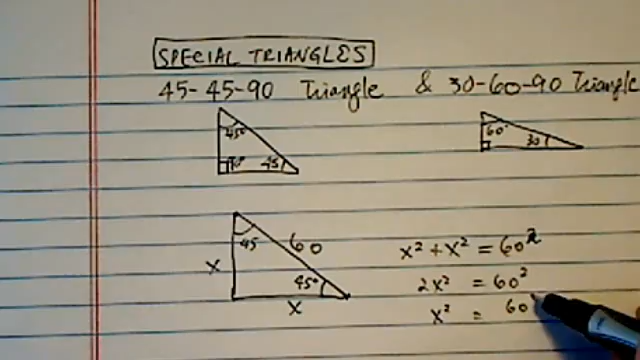 SPECIAL TRIANGLES
45-45-90 Triangle & 30-60-90 Triangle
45°
90° 45
60°
30
45 60
x 45°
x
x² + x² = 60²
2x² = 60²
x² = 60